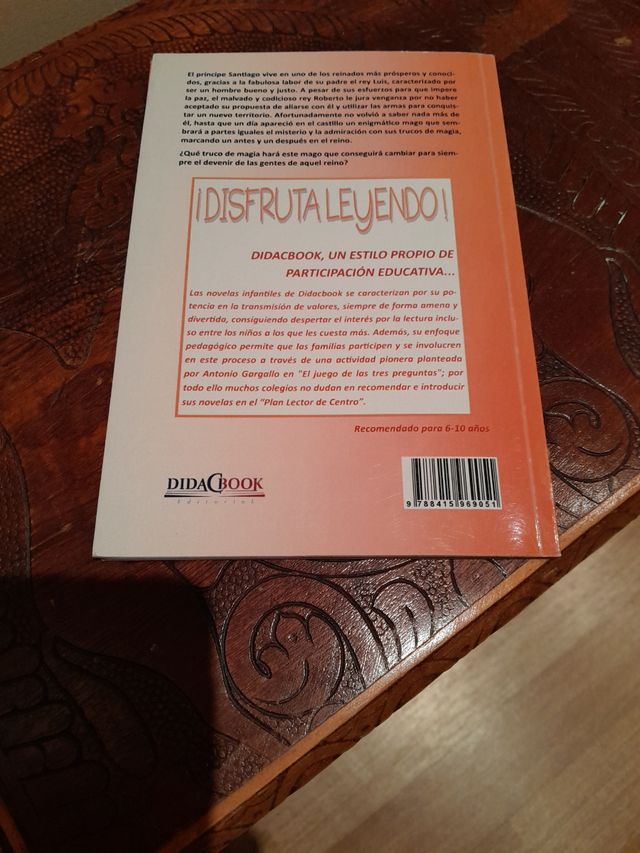 El príncipe Santiago vive en uno de los reinados más prósperos y conoci-
dos, gracias a la fabulosa labor de su padre el rey Luis, caracterizado por
ser un hombre bueno y justo. A pesar de sus esfuerzos para que impere
la paz, el malvado y codicioso rey Roberto le jura venganza por no haber
aceptado su propuesta de aliarse con él y utilizar las armas para conquis-
tar un nuevo territorio. Afortunadamente no volvió a saber nada más de
él, hasta que un día apareció en el castillo un enigmático mago que sem-
brará a partes iguales el misterio y la admiración con sus trucos de magia,
marcando un antes y un después en el reino.
¿Qué truco de magia hará este mago que conseguirá cambiar para siem-
pre el devenir de las gentes de aquel reino?
¡DISFRUTA LEYENDO!
DIDACBOOK, UN ESTILO PROPIO DE
PARTICIPACIÓN EDUCATIVA...
Las novelas infantiles de Didacbook se caracterizan por su po-
tencia en la transmisión de valores, siempre de forma amena y
divertida, consiguiendo despertar el interés por la lectura inclu-
so entre los niños a los que les cuesta más. Además, su enfoque
pedagógico permite que las familias participen y se involucren
en este proceso a través de una actividad pionera planteada
por Antonio Gargallo en "El juego de las tres preguntas"; por
todo ello muchos colegios no dudan en recomendar e introducir
sus novelas en el "Plan Lector de Centro".
Recomendado para 6-10 años
DIDACBOOK
Editorial
9 788415 969051